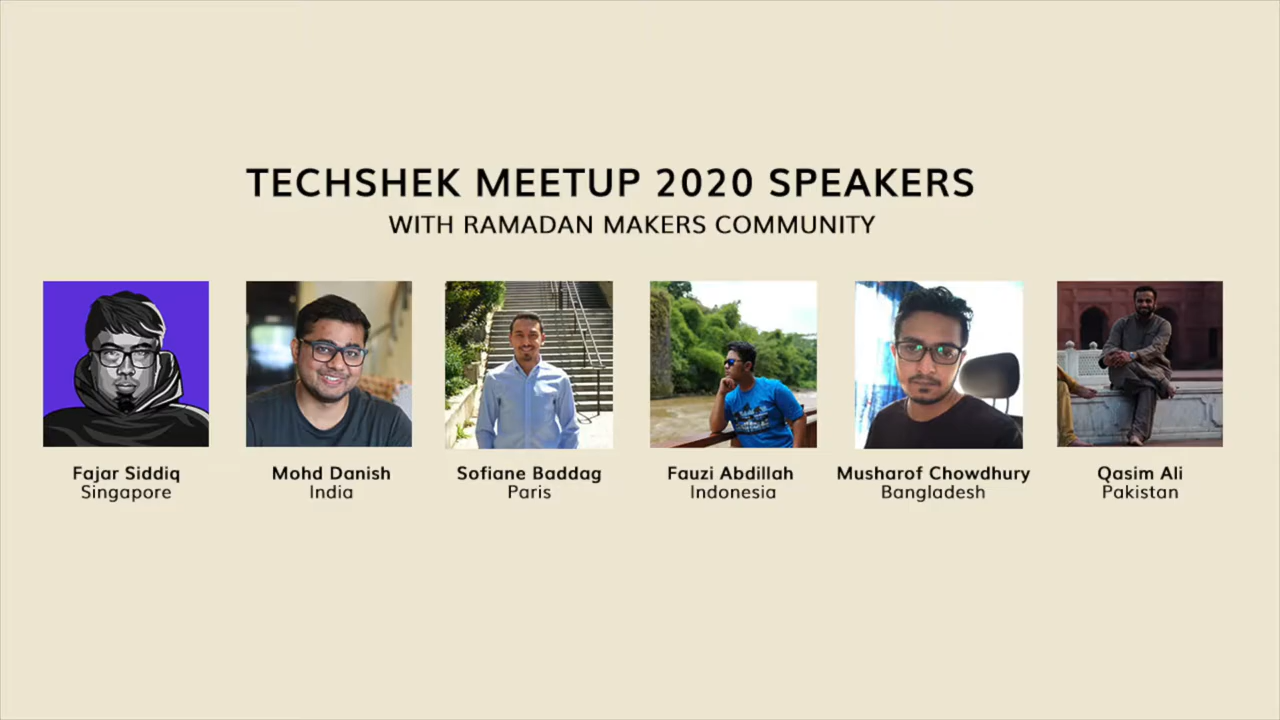 TECHSHEK MEETUP 2020 SPEAKERS
WITH RAMADAN MAKERS COMMUNITY
Fajar Siddiq
Singapore
Mohd Danish
India
Sofiane Baddag
Paris
Fauzi Abdillah
Indonesia
Musharof Chowdhury
Bangladesh
Qasim Ali
Pakistan